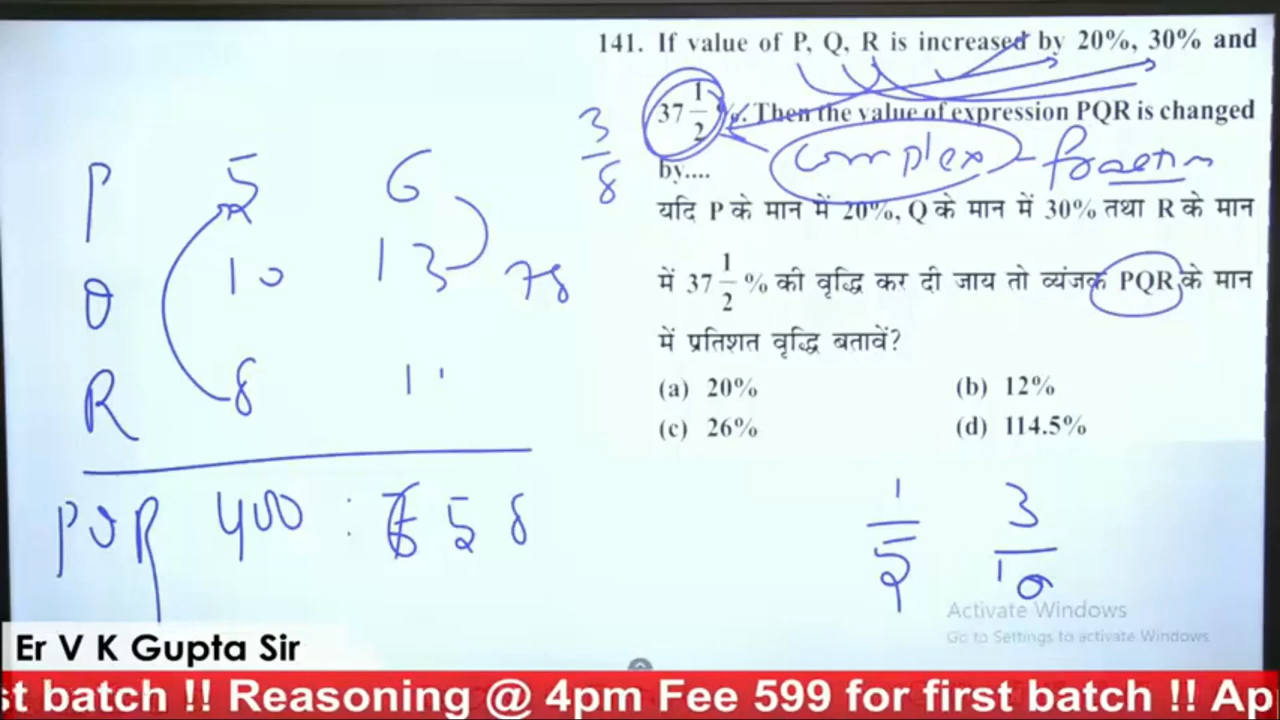 141. If value of P, Q, R is increased by 20%, 30% and
37 1/2 %. Then the value of expression PQR is changed
by....
complex fraction
3/8
यदि P के मान में 20%, Q के मान में 30% तथा R के मान
में 37 1/2 % की वृद्धि कर दी जाय तो व्यंजक PQR के मान
में प्रतिशत वृद्धि बतावें?
(a) 20% (b) 12%
(c) 26% (d) 114.5%
P 5 6
Q 10 13 78
R 8 11
PQR 400 : 58
1/5 3/10
Activate Windows
Go to Settings to activate Windows.
Er V K Gupta Sir
st batch !! Reasoning @ 4pm Fee 599 for first batch !! Ap